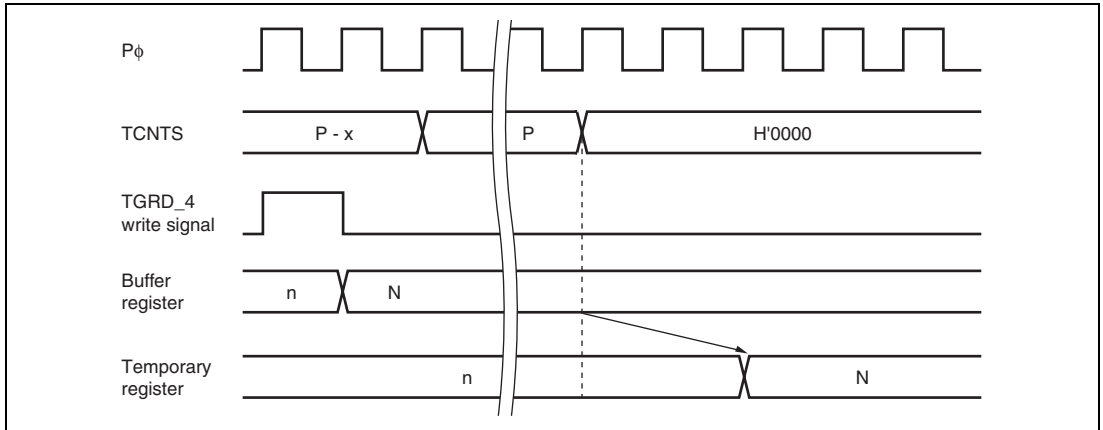 Pϕ
TCNTS
P - x
P
H'0000
TGRD_4
write signal
Buffer
register
n
N
Temporary
register
n
N